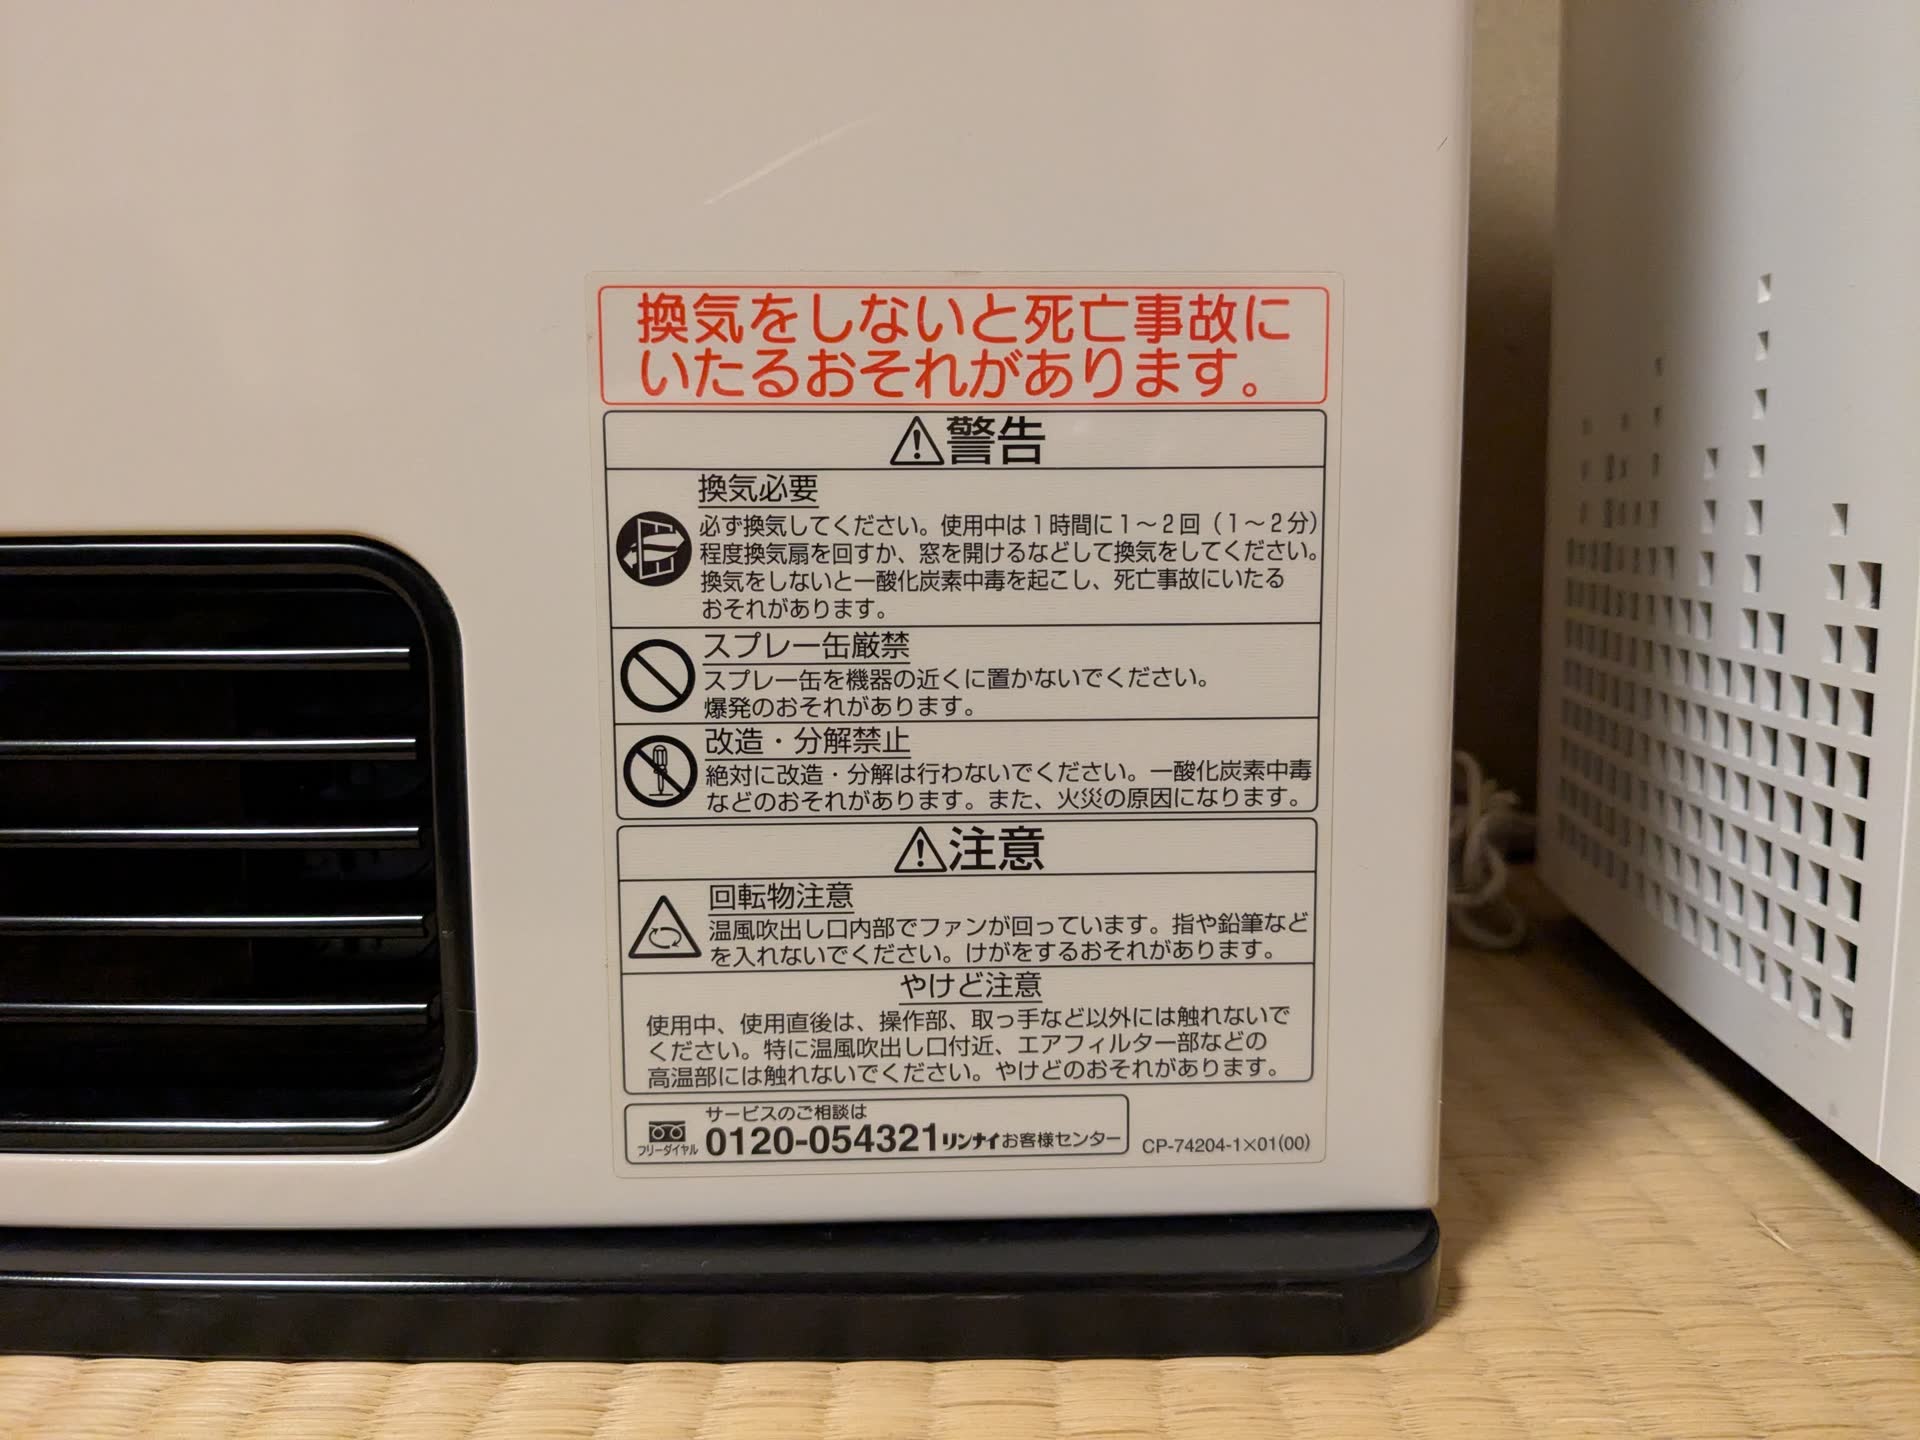 換気をしないと死亡事故に
いたるおそれがあります。
警告
換気必要
必ず換気してください。使用中は1時間に1～2回（1～2分）
程度換気扇を回すか、窓を開けるなどして換気をしてください。
換気をしないと一酸化炭素中毒を起こし、死亡事故にいたる
おそれがあります。
スプレー缶厳禁
スプレー缶を機器の近くに置かないでください。
爆発のおそれがあります。
改造・分解禁止
絶対に改造・分解は行わないでください。一酸化炭素中毒
などのおそれがあります。また、火災の原因になります。
注意
回転物注意
温風吹出し口内部でファンが回っています。指や鉛筆など
を入れないでください。けがをするおそれがあります。
やけど注意
使用中、使用直後は、操作部、取っ手など以外には触れないで
ください。特に温風吹出し口付近、エアフィルター部などの
高温部には触れないでください。やけどのおそれがあります。
サービスのご相談は
フリーダイヤル 0120-054321 リンナイお客様センター
CP-74204-1×01(00)